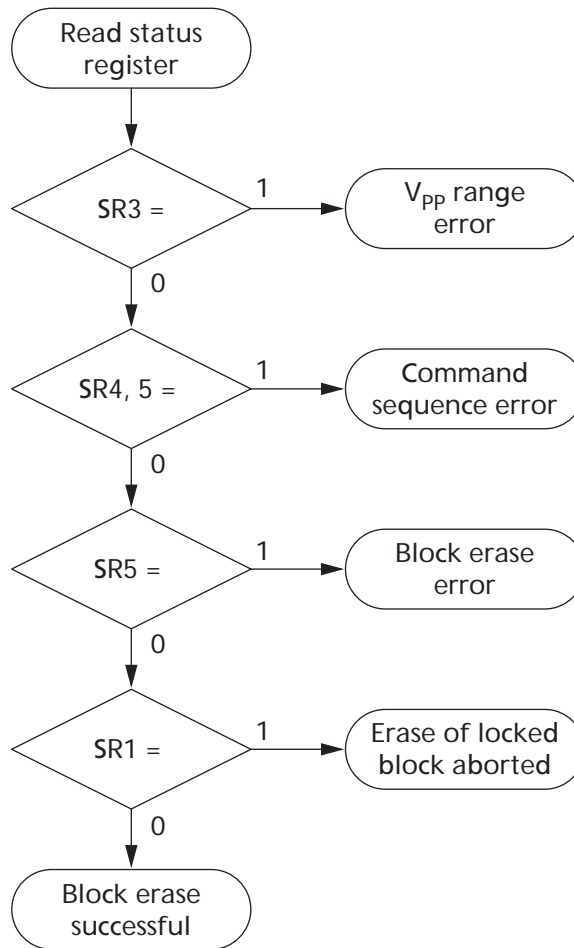 Read status
register
SR3 =
1
V_PP range
error
0
SR4, 5 =
1
Command
sequence error
0
SR5 =
1
Block erase
error
0
SR1 =
1
Erase of locked
block aborted
0
Block erase
successful